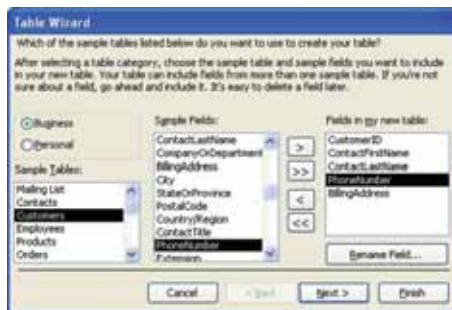 Table Wizard
Which of the sample tables listed below do you want to use to create your table?
After selecting a table category, choose the sample table and sample fields you want to include
in your new table. Your table can include fields from more than one sample table. If you're not
sure about a field, go ahead and include it. It's easy to delete a field later.
Business
Personal
Sample Tables:
Mailing List
Contacts
Customers
Employees
Products
Orders
Sample Fields:
ContactLastName
CompanyOrDepartment
BillingAddress
City
StateOrProvince
PostalCode
Country/Region
ContactTitle
PhoneNumber
Extension
>
>>
<
<<
Fields in my new table:
CustomerID
ContactFirstName
ContactLastName
PhoneNumber
BillingAddress
Rename Field...
Cancel
< Back
Next >
Finish